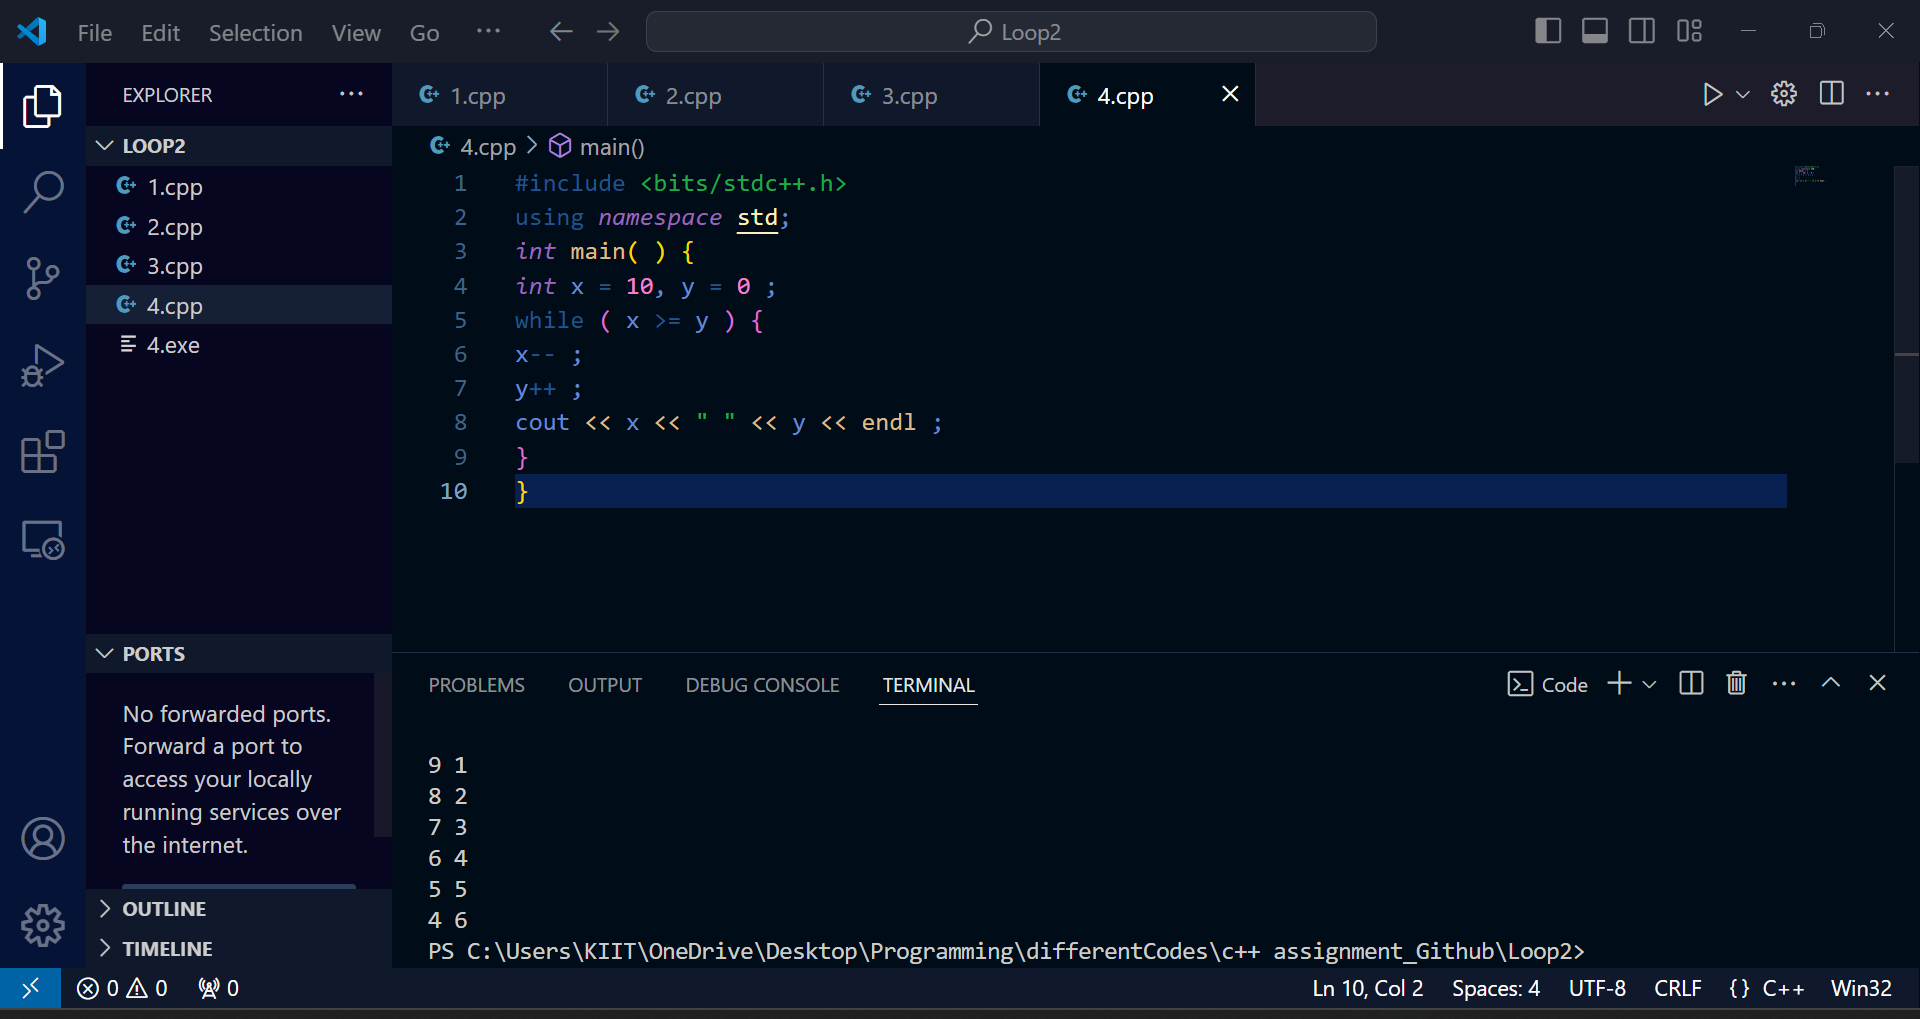 File Edit Selection View Go ··· Loop2
EXPLORER ···
LOOP2
1.cpp
2.cpp
3.cpp
4.cpp
4.exe
PORTS
No forwarded ports.
Forward a port to
access your locally
running services over
the internet.
OUTLINE
TIMELINE
1.cpp 2.cpp 3.cpp 4.cpp
4.cpp > main()
1 #include <bits/stdc++.h>
2 using namespace std;
3 int main( ) {
4 int x = 10, y = 0 ;
5 while ( x >= y ) {
6 x-- ;
7 y++ ;
8 cout << x << " " << y << endl ;
9 }
10 }
PROBLEMS OUTPUT DEBUG CONSOLE TERMINAL Code
9 1
8 2
7 3
6 4
5 5
4 6
PS C:\Users\KIIT\OneDrive\Desktop\Programming\differentCodes\c++ assignment_Github\Loop2>
0 0 0 Ln 10, Col 2 Spaces: 4 UTF-8 CRLF {} C++ Win32